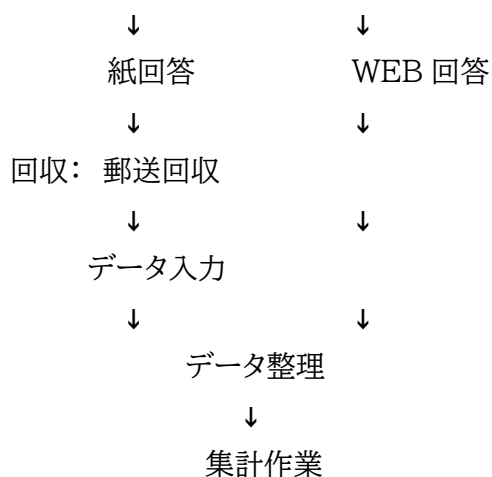 ↓ ↓
紙回答 WEB 回答
↓ ↓
回収： 郵送回収
↓ ↓
データ入力
↓ ↓
データ整理
↓
集計作業